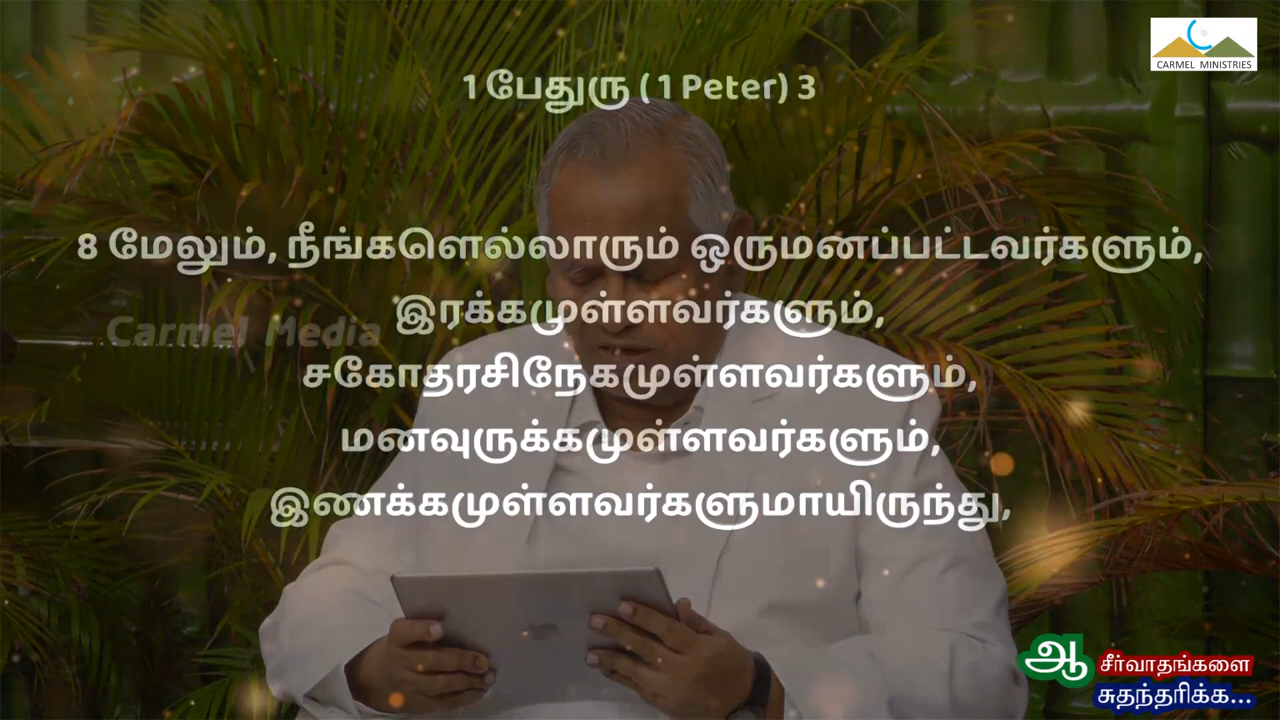 CARMEL MINISTRIES
1 பேதுரு ( 1 Peter) 3
8 மேலும், நீங்களெல்லாரும் ஒருமனப்பட்டவர்களும்,
இரக்கமுள்ளவர்களும்,
Carmel Media
சகோதரசிநேகமுள்ளவர்களும்,
மனவுருக்கமுள்ளவர்களும்,
இணக்கமுள்ளவர்களுமாயிருந்து,
ஆசீர்வாதங்களை
சுதந்தரிக்க...